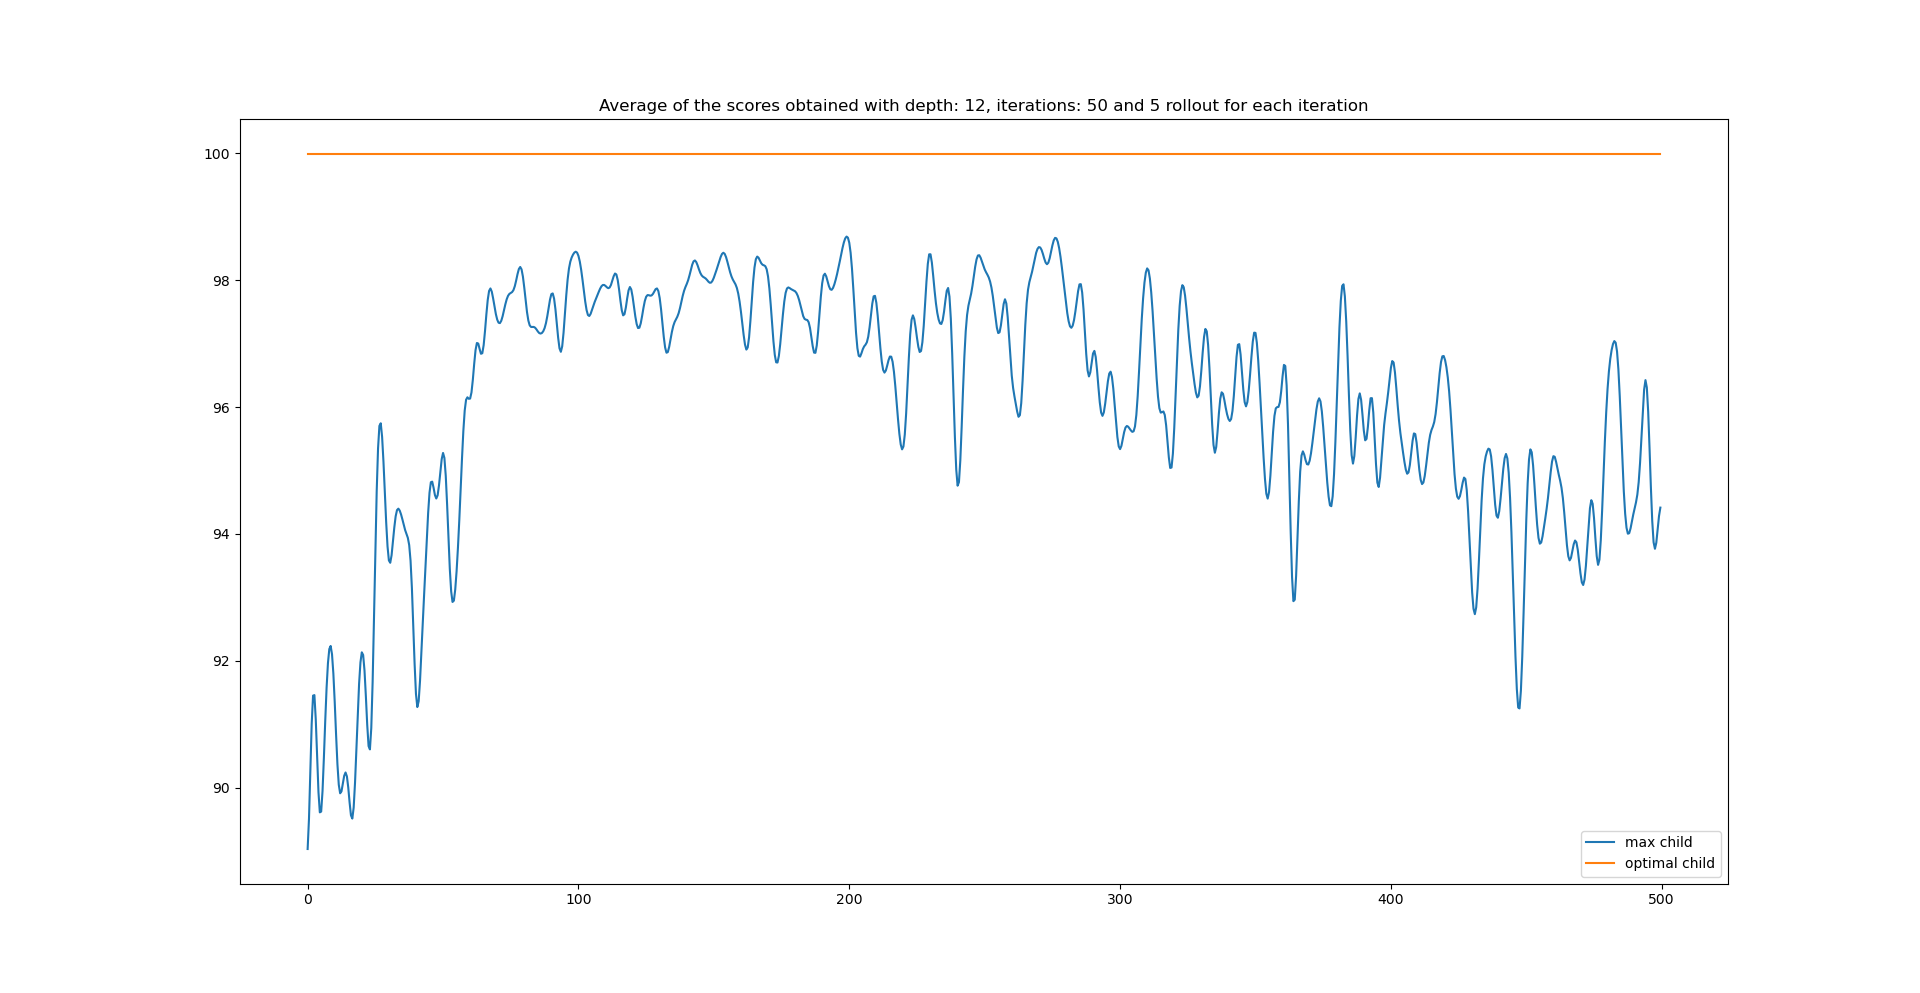 Average of the scores obtained with depth: 12, iterations: 50 and 5 rollout for each iteration
100
98
96
94
92
90
0 100 200 300 400 500
max child
optimal child